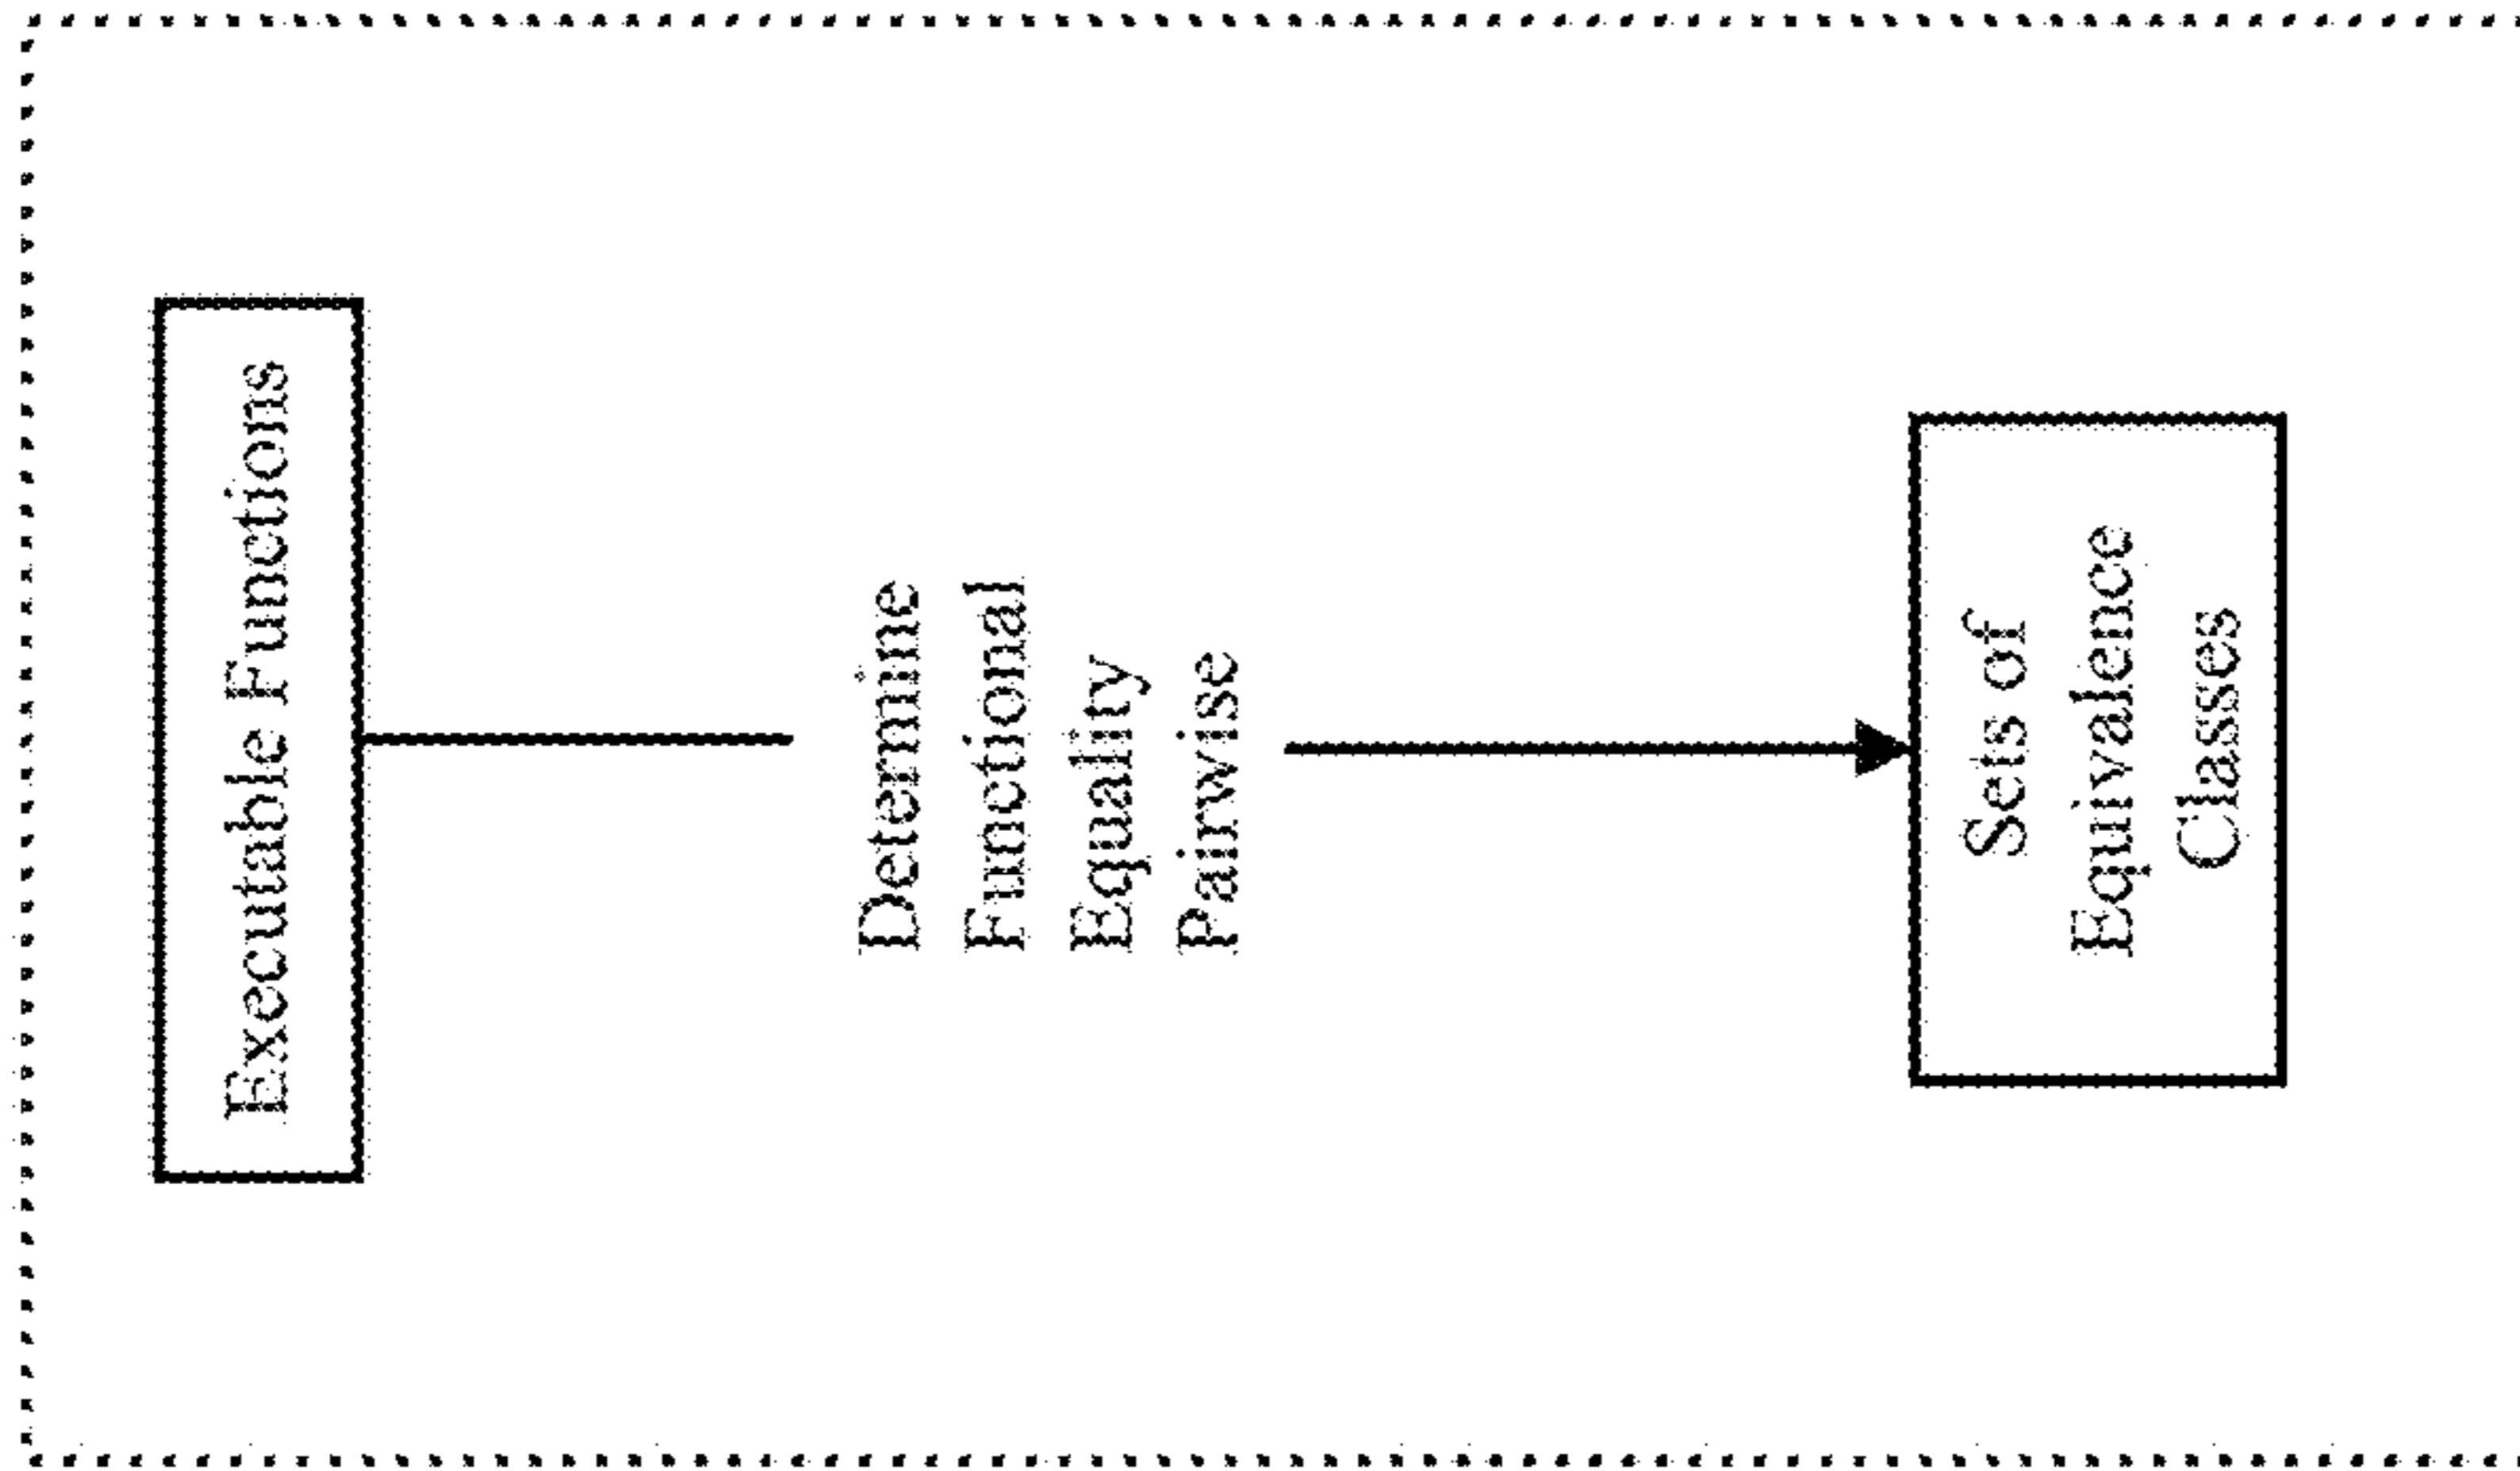 Executable Functions
Determine
Functional
Equality
Pairwise
Sets of
Equivalence
Classes